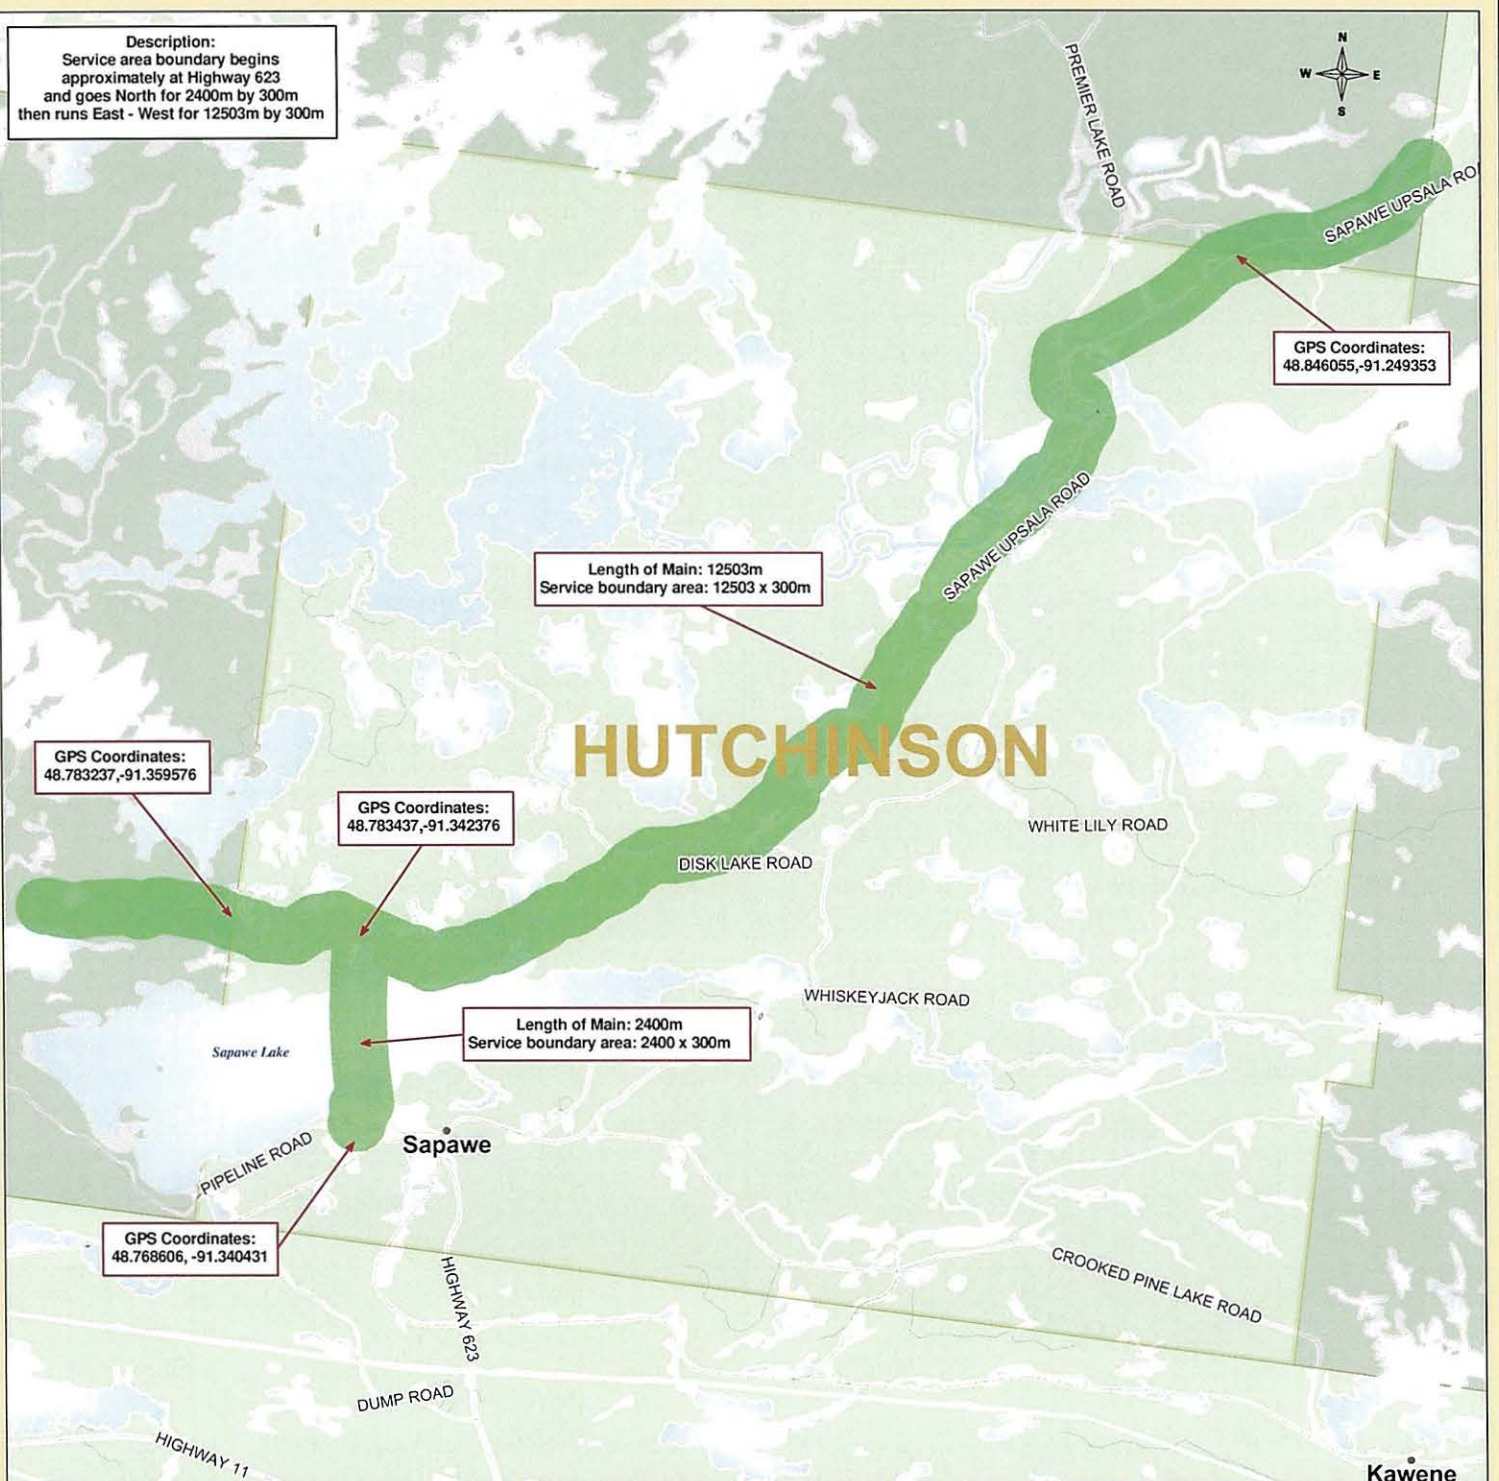 Description:
Service area boundary begins
approximately at Highway 623
and goes North for 2400m by 300m
then runs East - West for 12503m by 300m
N
W E
S
PREMIER LAKE ROAD
SAPAWE UPSALA ROA
GPS Coordinates:
48.846055,-91.249353
SAPAWE UPSALA ROAD
Length of Main: 12503m
Service boundary area: 12503 x 300m
HUTCHINSON
GPS Coordinates:
48.783237,-91.359576
GPS Coordinates:
48.783437,-91.342376
WHITE LILY ROAD
DISK LAKE ROAD
WHISKEYJACK ROAD
Length of Main: 2400m
Service boundary area: 2400 x 300m
Sapawe Lake
Sapawe
PIPELINE ROAD
GPS Coordinates:
48.768606, -91.340431
HIGHWAY 623
CROOKED PINE LAKE ROAD
DUMP ROAD
HIGHWAY 11
Kawene